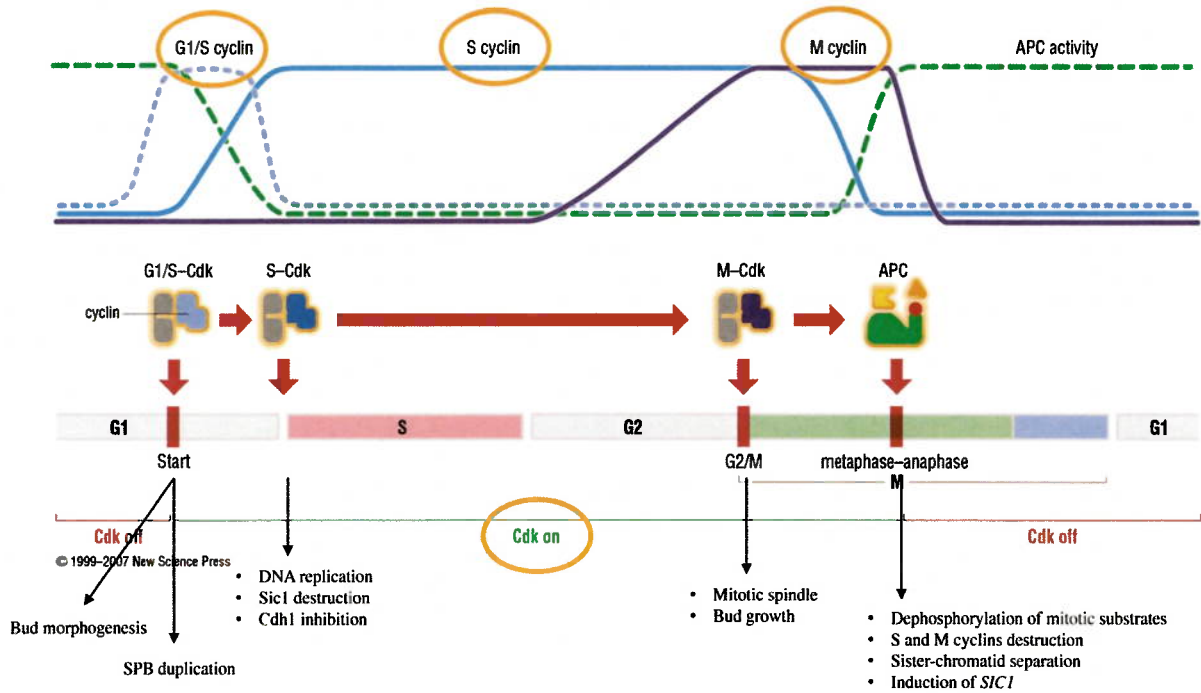 G1/S cyclin
S cyclin
M cyclin
APC activity
G1/S–Cdk
S–Cdk
M–Cdk
APC
cyclin
G1
S
G2
G1
Start
G2/M
metaphase–anaphase
M
Cdk off
Cdk on
Cdk off
© 1999–2007 New Science Press
• DNA replication
• Sic1 destruction
• Cdh1 inhibition
• Mitotic spindle
• Bud growth
Bud morphogenesis
SPB duplication
• Dephosphorylation of mitotic substrates
• S and M cyclins destruction
• Sister-chromatid separation
• Induction of SIC1